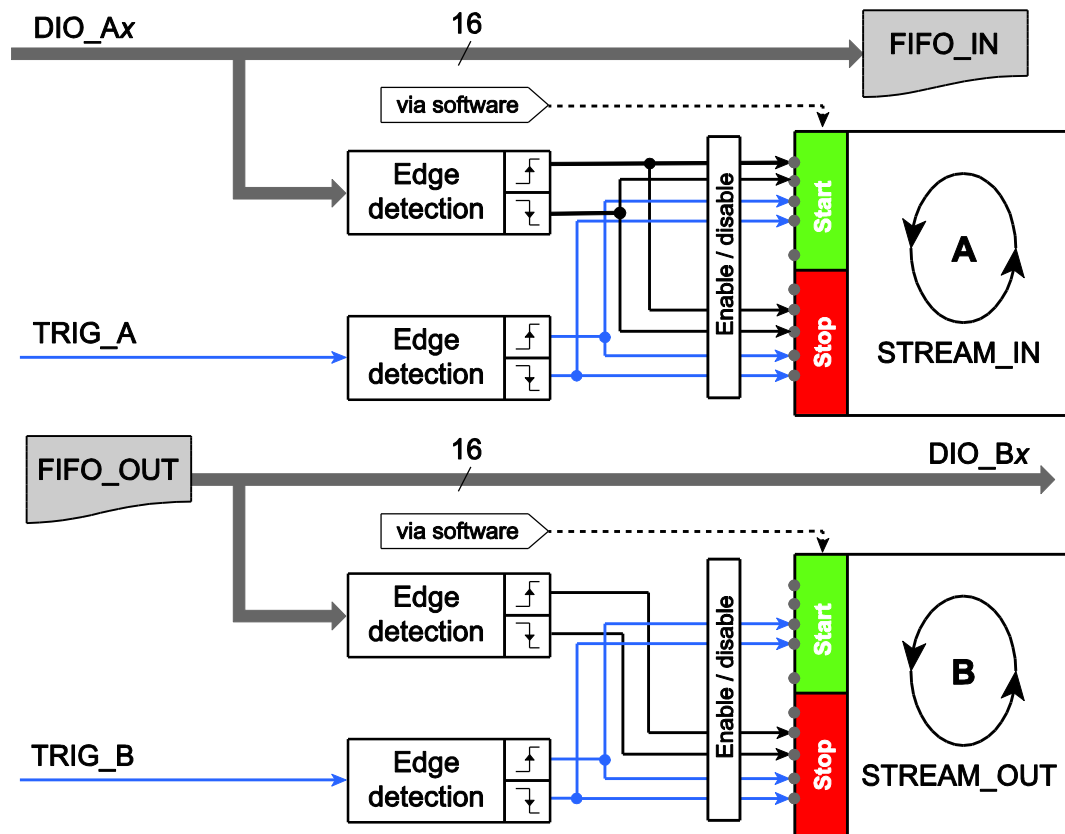 DIO_Ax
16
FIFO_IN
via software
Edge
detection
Enable / disable
Start
A
TRIG_A
Edge
detection
Stop
STREAM_IN
FIFO_OUT
16
DIO_Bx
via software
Edge
detection
Enable / disable
Start
B
TRIG_B
Edge
detection
Stop
STREAM_OUT